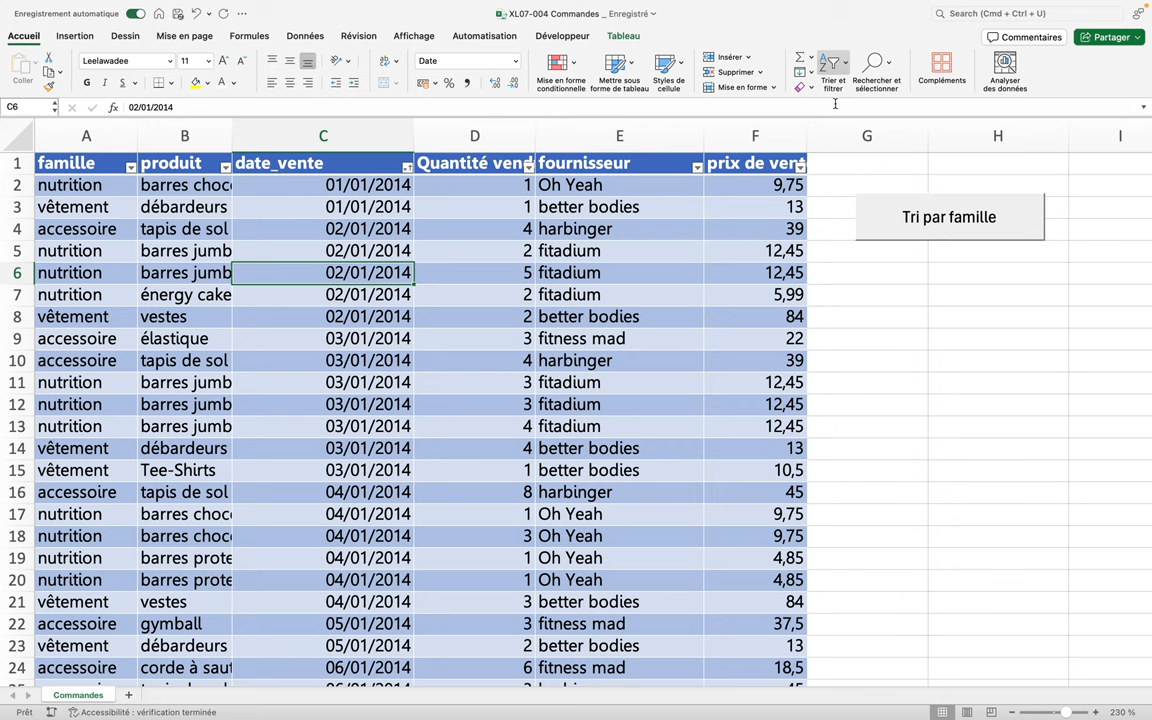 Enregistrement automatique XL07-004 Commandes _ Enregistré Search (Cmd + Ctrl + U)
Accueil Insertion Dessin Mise en page Formules Données Révision Affichage Automatisation Développeur Tableau Commentaires Partager
Coller Leelawadee 11 Date
G I S
Mise en forme conditionnelle Mettre sous forme de tableau Styles de cellule
Insérer
Supprimer
Mise en forme
Trier et filtrer Rechercher et sélectionner Compléments Analyser des données
C6 fx 02/01/2014
A B C D E F G H I
1 famille produit date_vente Quantité vend fournisseur prix de vent
2 nutrition barres choc 01/01/2014 1 Oh Yeah 9,75
3 vêtement débardeurs 01/01/2014 1 better bodies 13
Tri par famille
4 accessoire tapis de sol 02/01/2014 4 harbinger 39
5 nutrition barres jumb 02/01/2014 2 fitadium 12,45
6 nutrition barres jumb 02/01/2014 5 fitadium 12,45
7 nutrition énergy cake 02/01/2014 2 fitadium 5,99
8 vêtement vestes 02/01/2014 2 better bodies 84
9 accessoire élastique 03/01/2014 3 fitness mad 22
10 accessoire tapis de sol 03/01/2014 4 harbinger 39
11 nutrition barres jumb 03/01/2014 3 fitadium 12,45
12 nutrition barres jumb 03/01/2014 3 fitadium 12,45
13 nutrition barres jumb 03/01/2014 4 fitadium 12,45
14 vêtement débardeurs 03/01/2014 4 better bodies 13
15 vêtement Tee-Shirts 03/01/2014 1 better bodies 10,5
16 accessoire tapis de sol 04/01/2014 8 harbinger 45
17 nutrition barres choc 04/01/2014 1 Oh Yeah 9,75
18 nutrition barres choc 04/01/2014 3 Oh Yeah 9,75
19 nutrition barres prote 04/01/2014 1 Oh Yeah 4,85
20 nutrition barres prote 04/01/2014 1 Oh Yeah 4,85
21 vêtement vestes 04/01/2014 3 better bodies 84
22 accessoire gymball 05/01/2014 3 fitness mad 37,5
23 vêtement débardeurs 05/01/2014 2 better bodies 13
24 accessoire corde à saut 06/01/2014 6 fitness mad 18,5
Commandes
Prêt Accessibilité : vérification terminée 230 %